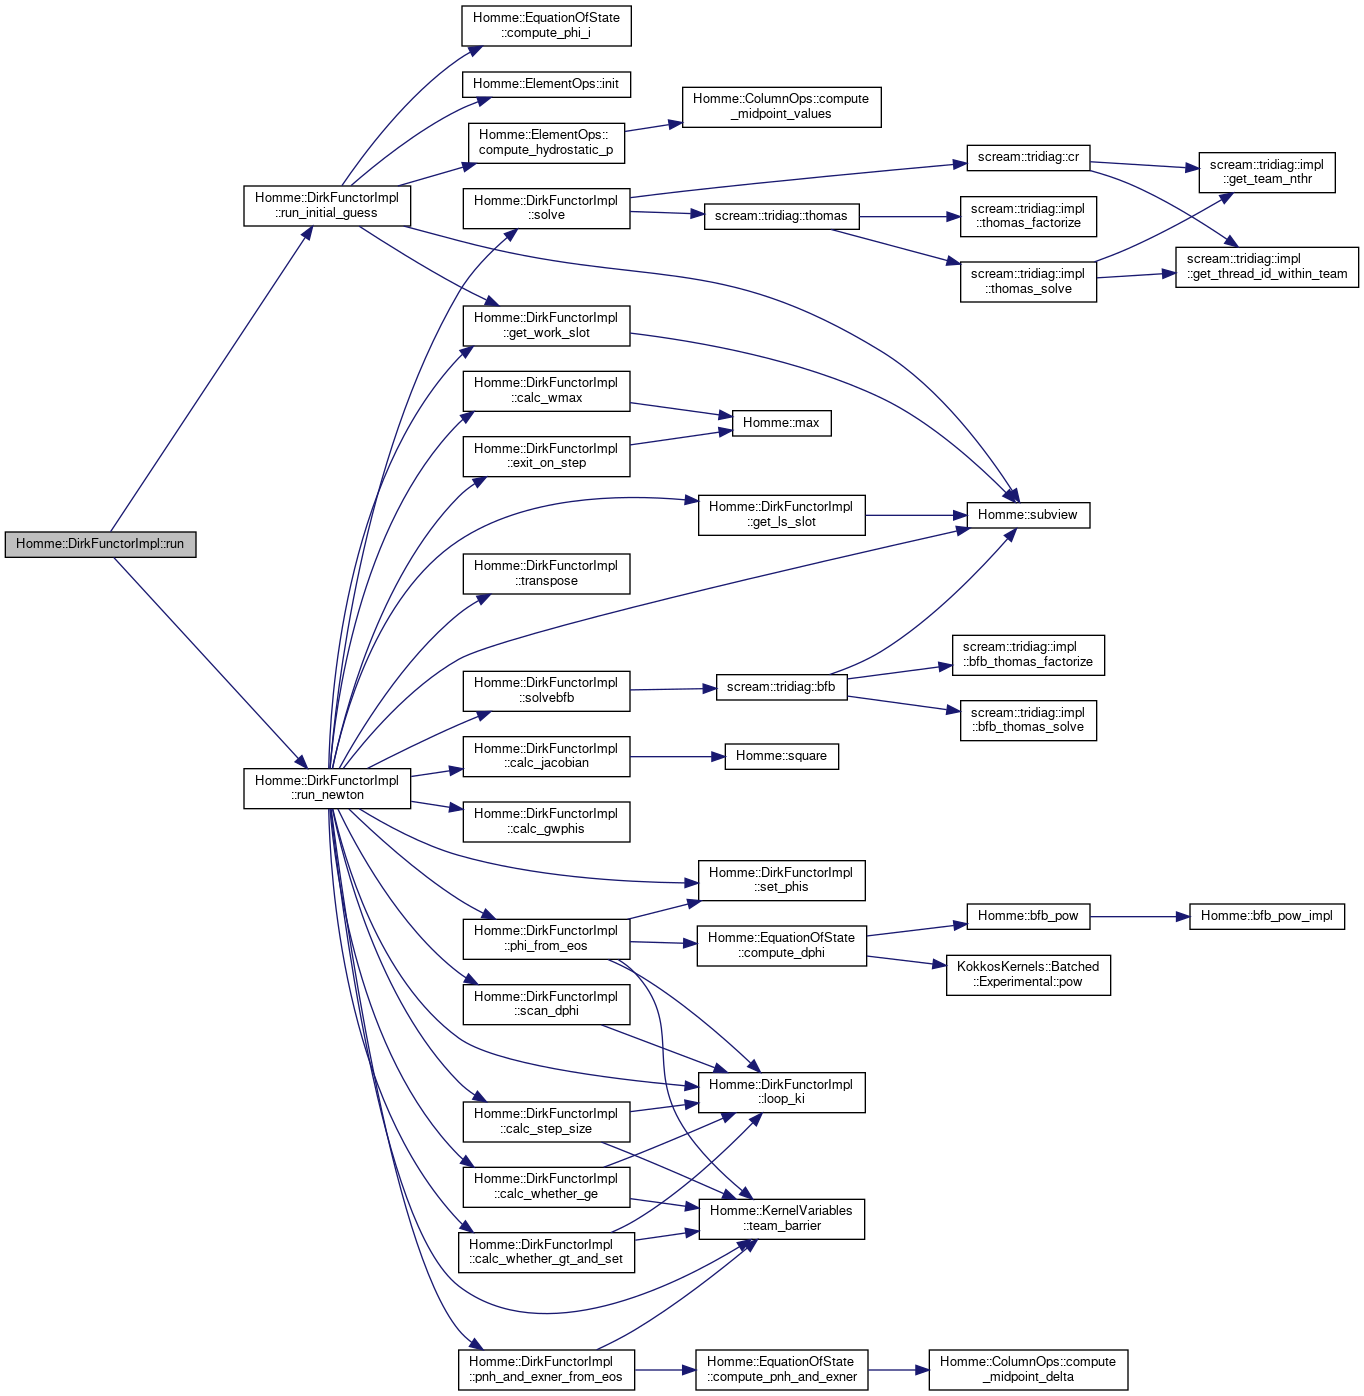 Homme::EquationOfState
::compute_phi_i
Homme::ElementOps::init
Homme::ColumnOps::compute
_midpoint_values
Homme::ElementOps::
compute_hydrostatic_p
scream::tridiag::cr
scream::tridiag::impl
::get_team_nthr
Homme::DirkFunctorImpl
::run_initial_guess
Homme::DirkFunctorImpl
::solve
scream::tridiag::thomas
scream::tridiag::impl
::thomas_factorize
scream::tridiag::impl
::get_thread_id_within_team
scream::tridiag::impl
::thomas_solve
Homme::DirkFunctorImpl
::get_work_slot
Homme::DirkFunctorImpl
::calc_wmax
Homme::max
Homme::DirkFunctorImpl
::exit_on_step
Homme::DirkFunctorImpl
::get_ls_slot
Homme::subview
Homme::DirkFunctorImpl::run
Homme::DirkFunctorImpl
::transpose
scream::tridiag::impl
::bfb_thomas_factorize
Homme::DirkFunctorImpl
::solvebfb
scream::tridiag::bfb
scream::tridiag::impl
::bfb_thomas_solve
Homme::DirkFunctorImpl
::calc_jacobian
Homme::square
Homme::DirkFunctorImpl
::run_newton
Homme::DirkFunctorImpl
::calc_gwphis
Homme::DirkFunctorImpl
::set_phis
Homme::bfb_pow
Homme::bfb_pow_impl
Homme::DirkFunctorImpl
::phi_from_eos
Homme::EquationOfState
::compute_dphi
KokkosKernels::Batched
::Experimental::pow
Homme::DirkFunctorImpl
::scan_dphi
Homme::DirkFunctorImpl
::loop_ki
Homme::DirkFunctorImpl
::calc_step_size
Homme::DirkFunctorImpl
::calc_whether_ge
Homme::KernelVariables
::team_barrier
Homme::DirkFunctorImpl
::calc_whether_gt_and_set
Homme::DirkFunctorImpl
::pnh_and_exner_from_eos
Homme::EquationOfState
::compute_pnh_and_exner
Homme::ColumnOps::compute
_midpoint_delta